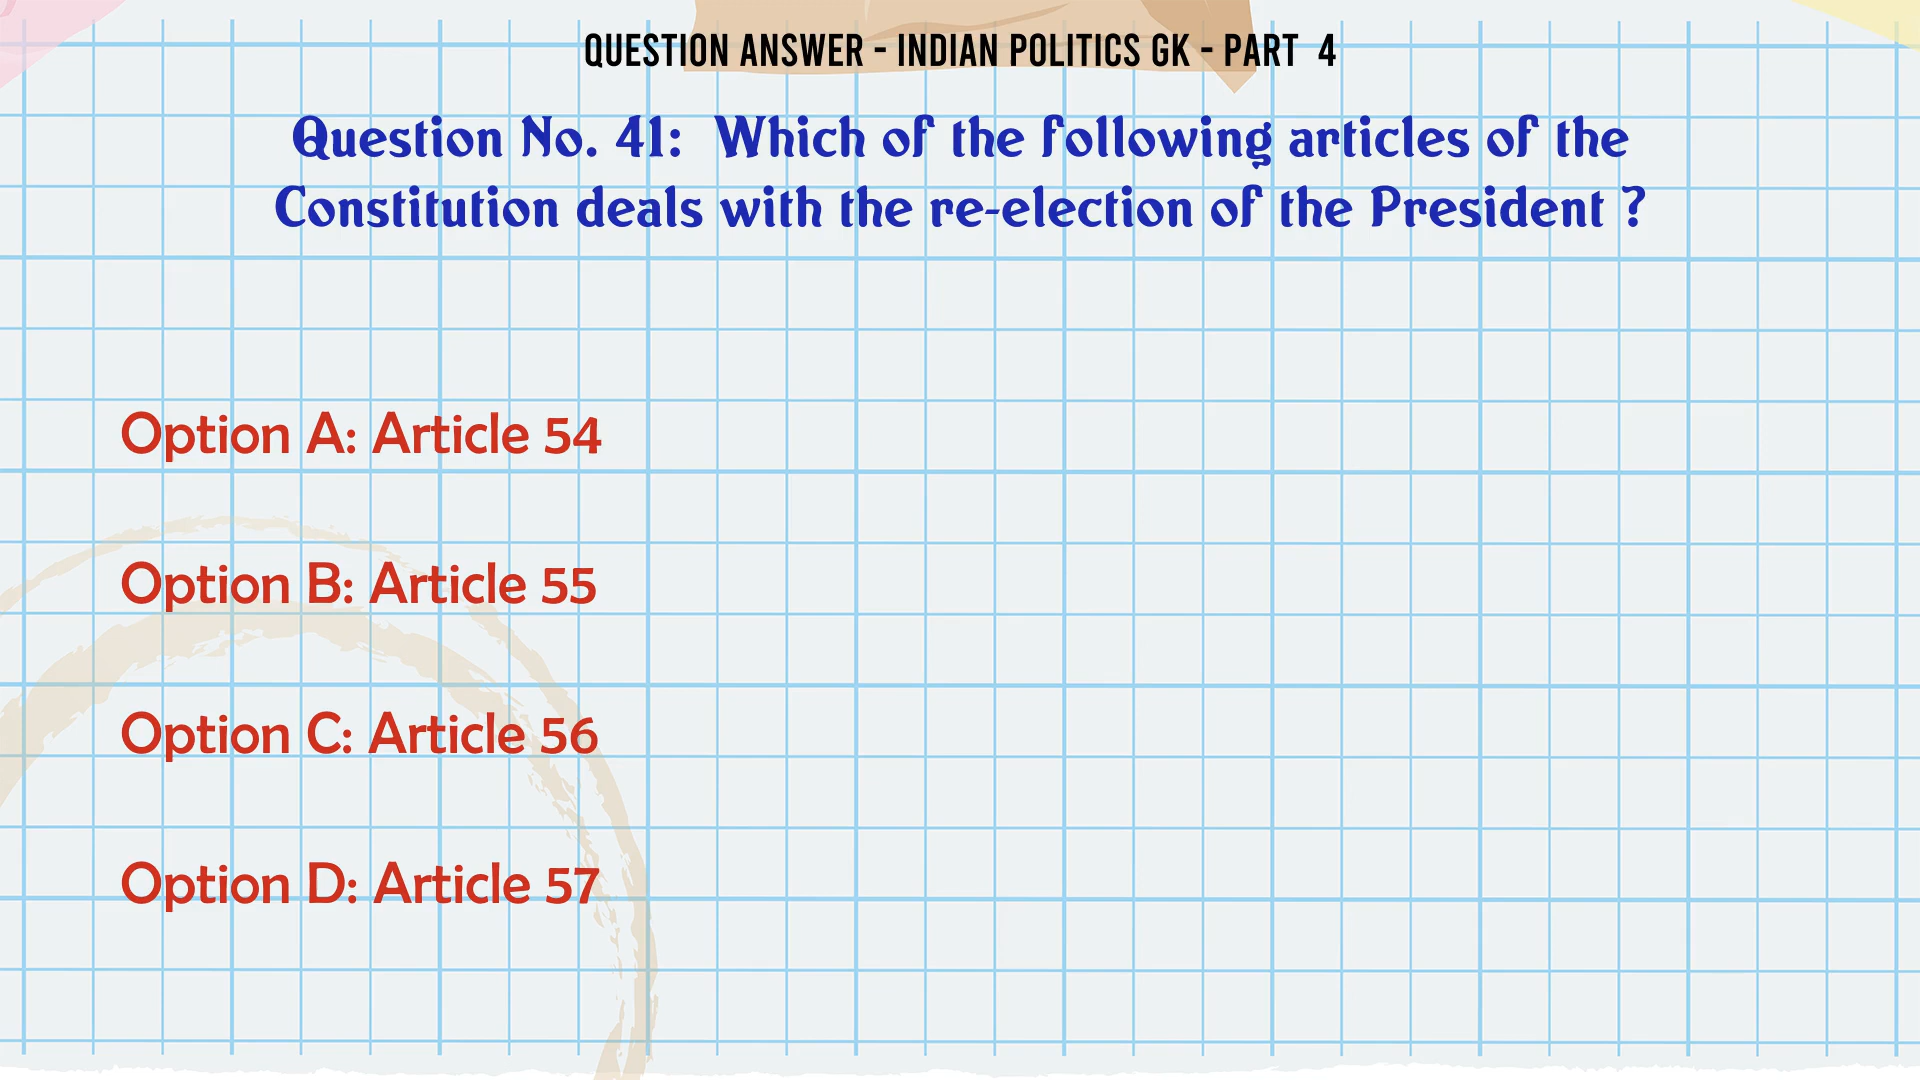 QUESTION ANSWER - INDIAN POLITICS GK - PART 4
Question No. 41: Which of the following articles of the
Constitution deals with the re-election of the President ?
Option A: Article 54
Option B: Article 55
Option C: Article 56
Option D: Article 57